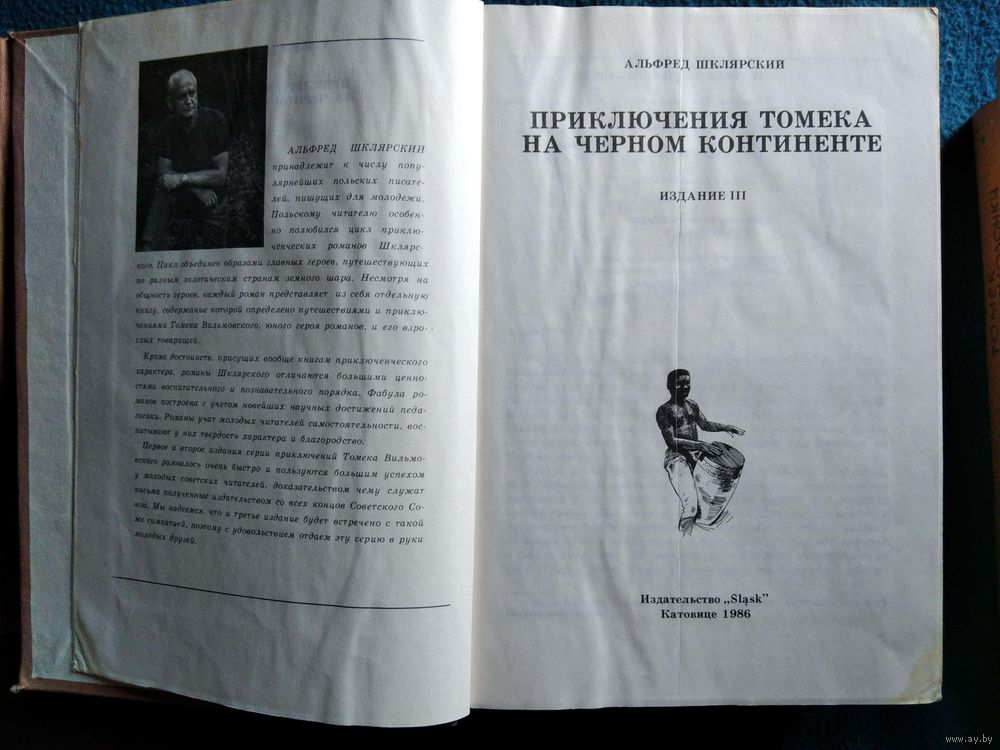 АЛЬФРЕД ШКЛЯРСКИЙ
принадлежит к числу попу-
лярнейших польских писате-
лей, пишущих для молодежи.
Польскому читателю особен-
но полюбился цикл приклю-
ченческих романов Шклярс-
кого. Цикл объединен образами главных героев, путешествующих
по разным экзотическим странам земного шара. Несмотря на
общность героев, каждый роман представляет из себя отдельную
книгу, содержание которой определено путешествиями и приклю-
чениями Томека Вильмовского, юного героя романов, и его взро-
слых товарищей.
Кроме достоинств, присущих вообще книгам приключенческого
характера, романы Шклярского отличаются большими ценно-
стями воспитательного и познавательного порядка. Фабула ро-
манов построена с учетом новейших научных достижений педа-
гогики. Романы учат молодых читателей самостоятельности, вос-
питывают у них твердость характера и благородство.
Первое и второе издания серии приключений Томека Вильмо-
вского разошлось очень быстро и пользуются большим успехом
у молодых советских читателей, доказательством чему служат
письма полученные издательством со всех концов Советского Со-
юза. Мы надеемся, что и третье издание будет встречено с такой
же симпатией, поэтому с удовольствием отдаем эту серию в руки
молодых друзей.
АЛЬФРЕД ШКЛЯРСКИЙ
ПРИКЛЮЧЕНИЯ ТОМЕКА
НА ЧЕРНОМ КОНТИНЕНТЕ
ИЗДАНИЕ III
Издательство „Śląsk"
Катовице 1986
www.ay.by